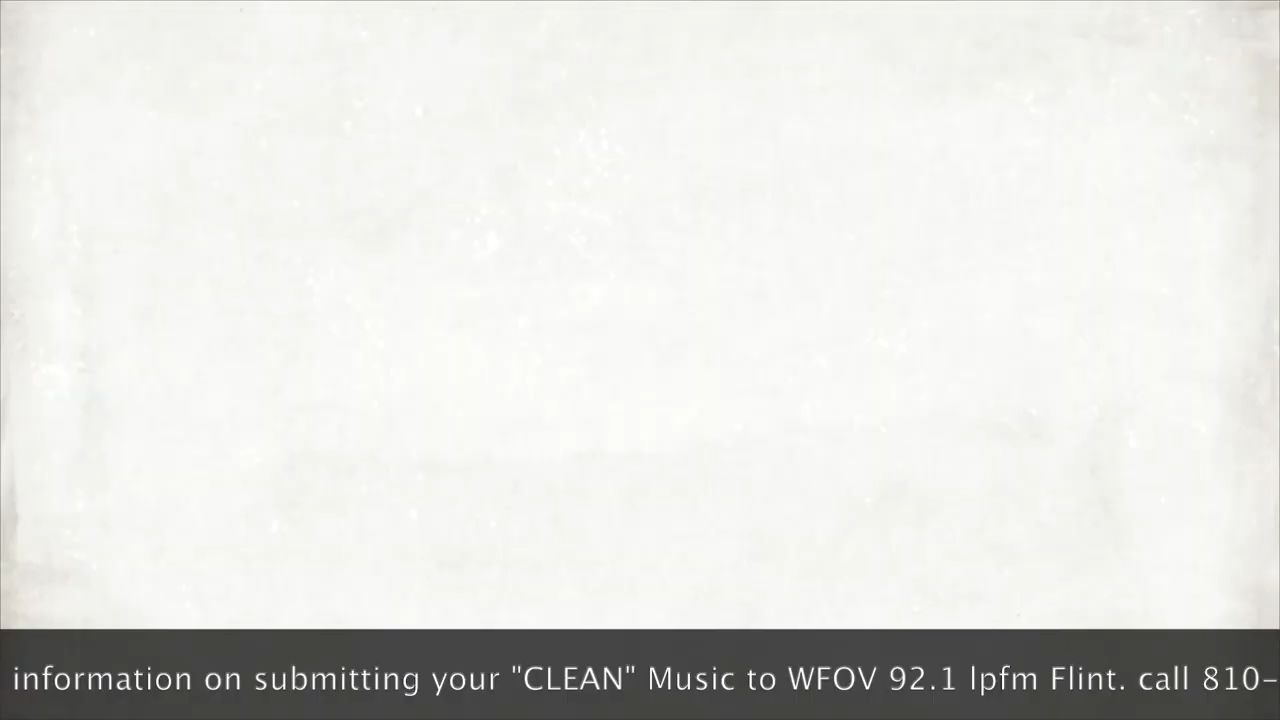 information on submitting your "CLEAN" Music to WFOV 92.1 lpfm Flint. call 810-